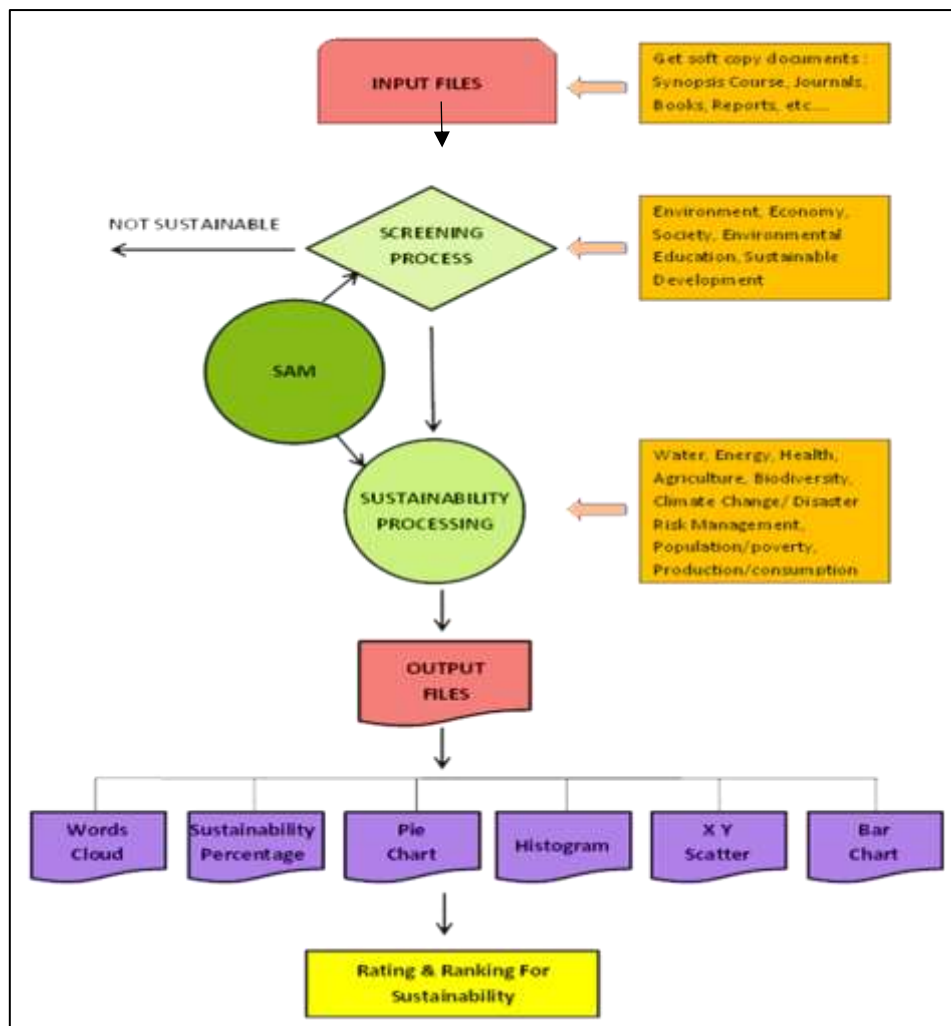 INPUT FILES
Get soft copy documents :
Synopsis Course, Journals,
Books, Reports, etc....
NOT SUSTAINABLE
SCREENING
PROCESS
Environment, Economy,
Society, Environmental
Education, Sustainable
Development
SAM
SUSTAINABILITY
PROCESSING
Water, Energy, Health,
Agriculture, Biodiversity,
Climate Change/ Disaster
Risk Management,
Population/poverty,
Production/consumption
OUTPUT
FILES
Words
Cloud
Sustainability
Percentage
Pie
Chart
Histogram
X Y
Scatter
Bar
Chart
Rating & Ranking For
Sustainability